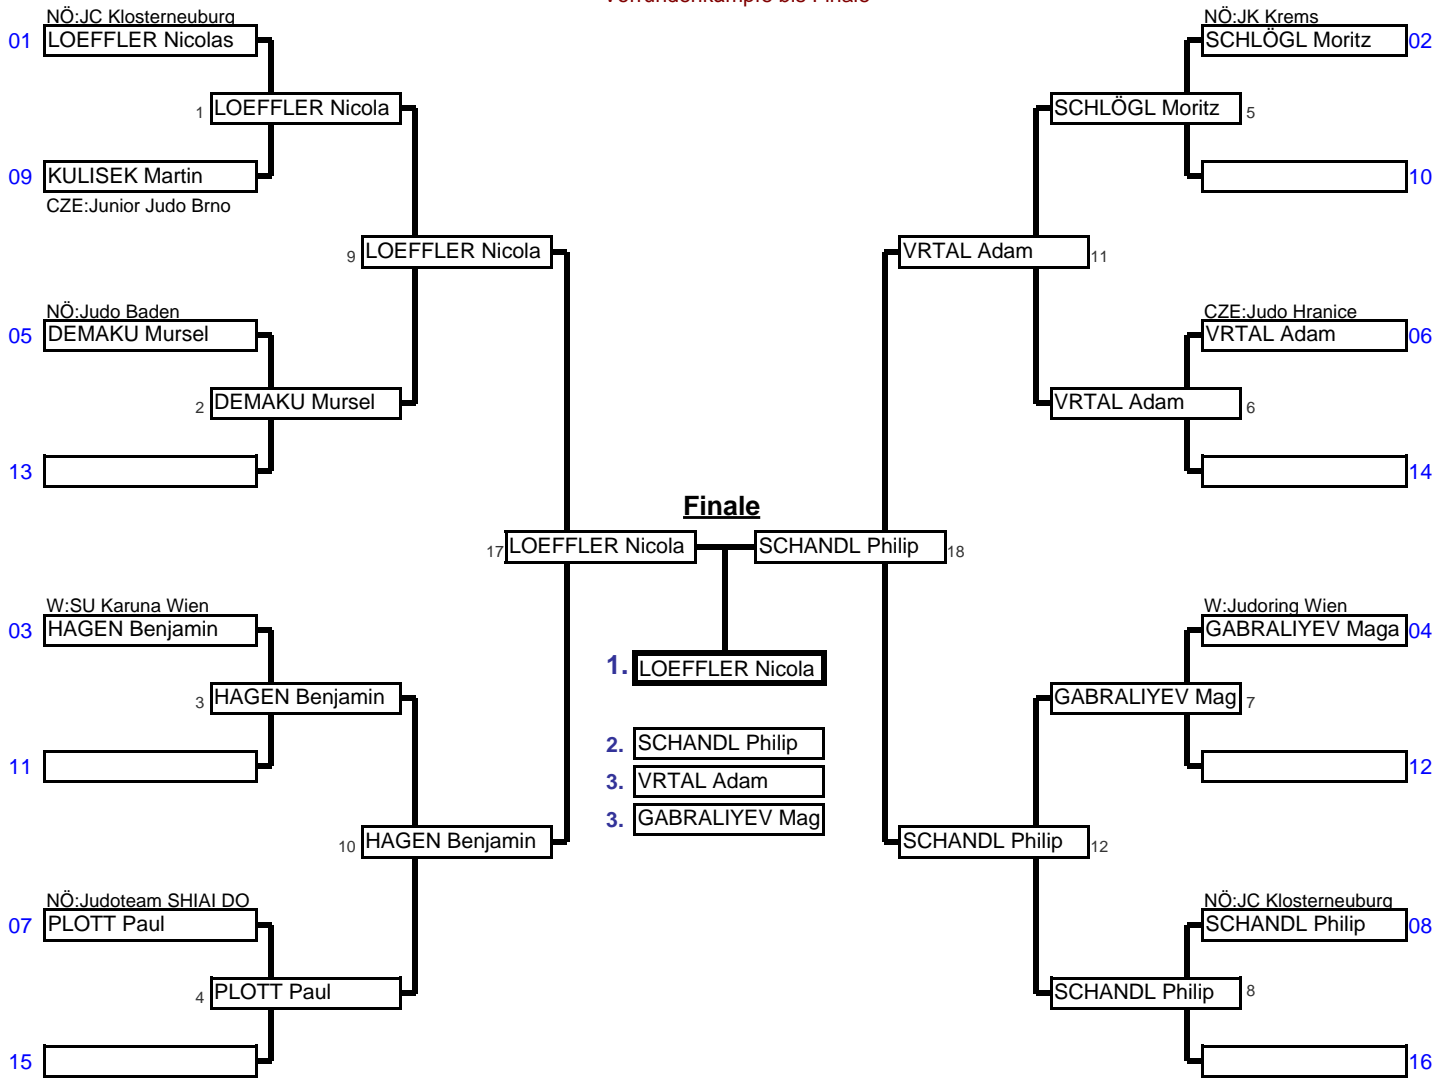 Vorrundenkämpfe bis Finale
NÖ:JC Klosterneuburg
01 LOEFFLER Nicolas
1 LOEFFLER Nicola
09 KULISEK Martin
CZE:Junior Judo Brno
9 LOEFFLER Nicola
NÖ:Judo Baden
05 DEMAKU Mursel
2 DEMAKU Mursel
13
17 LOEFFLER Nicola
W:SU Karuna Wien
03 HAGEN Benjamin
3 HAGEN Benjamin
11
10 HAGEN Benjamin
NÖ:Judoteam SHIAI DO
07 PLOTT Paul
4 PLOTT Paul
15
Finale
1. LOEFFLER Nicola
2. SCHANDL Philip
3. VRTAL Adam
3. GABRALIYEV Mag
NÖ:JK Krems
SCHLÖGL Moritz 02
SCHLÖGL Moritz 5
10
VRTAL Adam 11
CZE:Judo Hranice
VRTAL Adam 06
VRTAL Adam 6
14
SCHANDL Philip 18
W:Judoring Wien
GABRALIYEV Maga 04
GABRALIYEV Mag 7
12
SCHANDL Philip 12
NÖ:JC Klosterneuburg
SCHANDL Philip 08
SCHANDL Philip 8
16